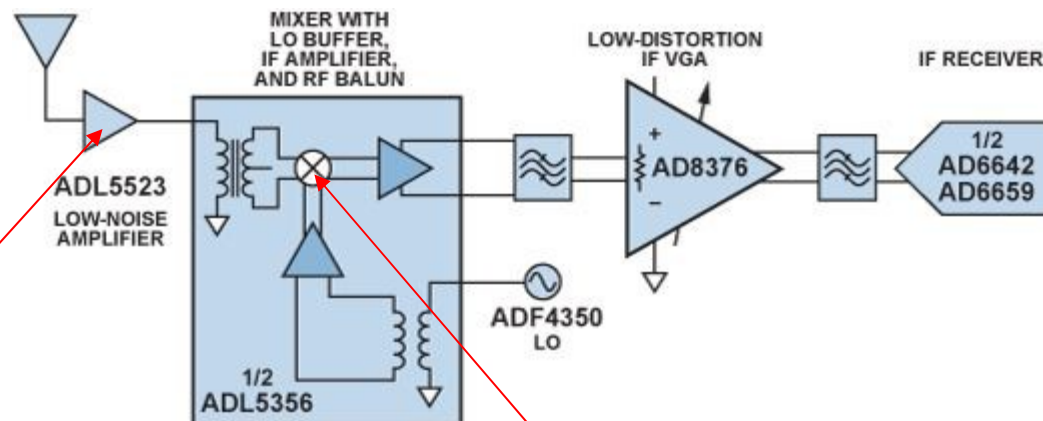 MIXER WITH
LO BUFFER,
IF AMPLIFIER,
AND RF BALUN
LOW-DISTORTION
IF VGA
IF RECEIVER
ADL5523
LOW-NOISE
AMPLIFIER
+
AD8376
−
1/2
AD6642
AD6659
ADF4350
LO
1/2
ADL5356